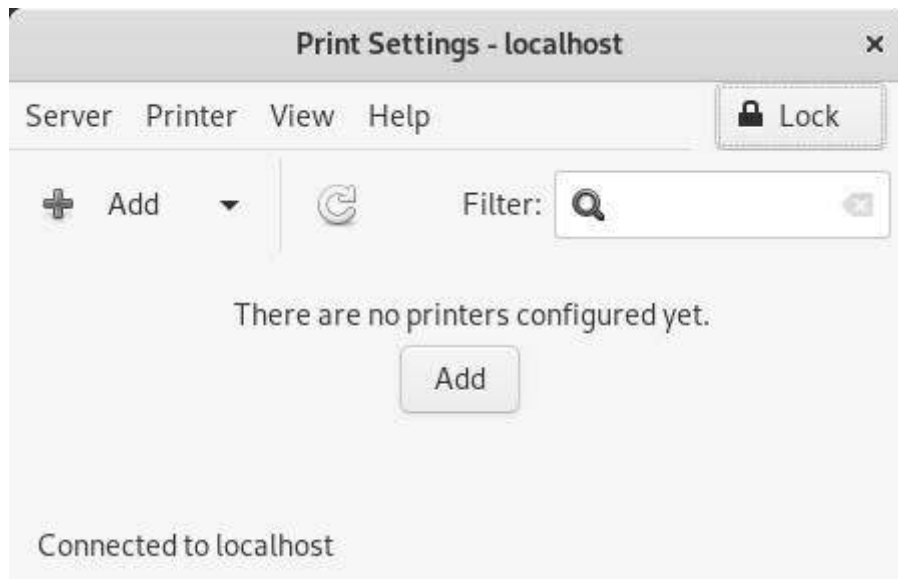 Print Settings - localhost
Server Printer View Help Lock
Add Filter:
There are no printers configured yet.
Add
Connected to localhost